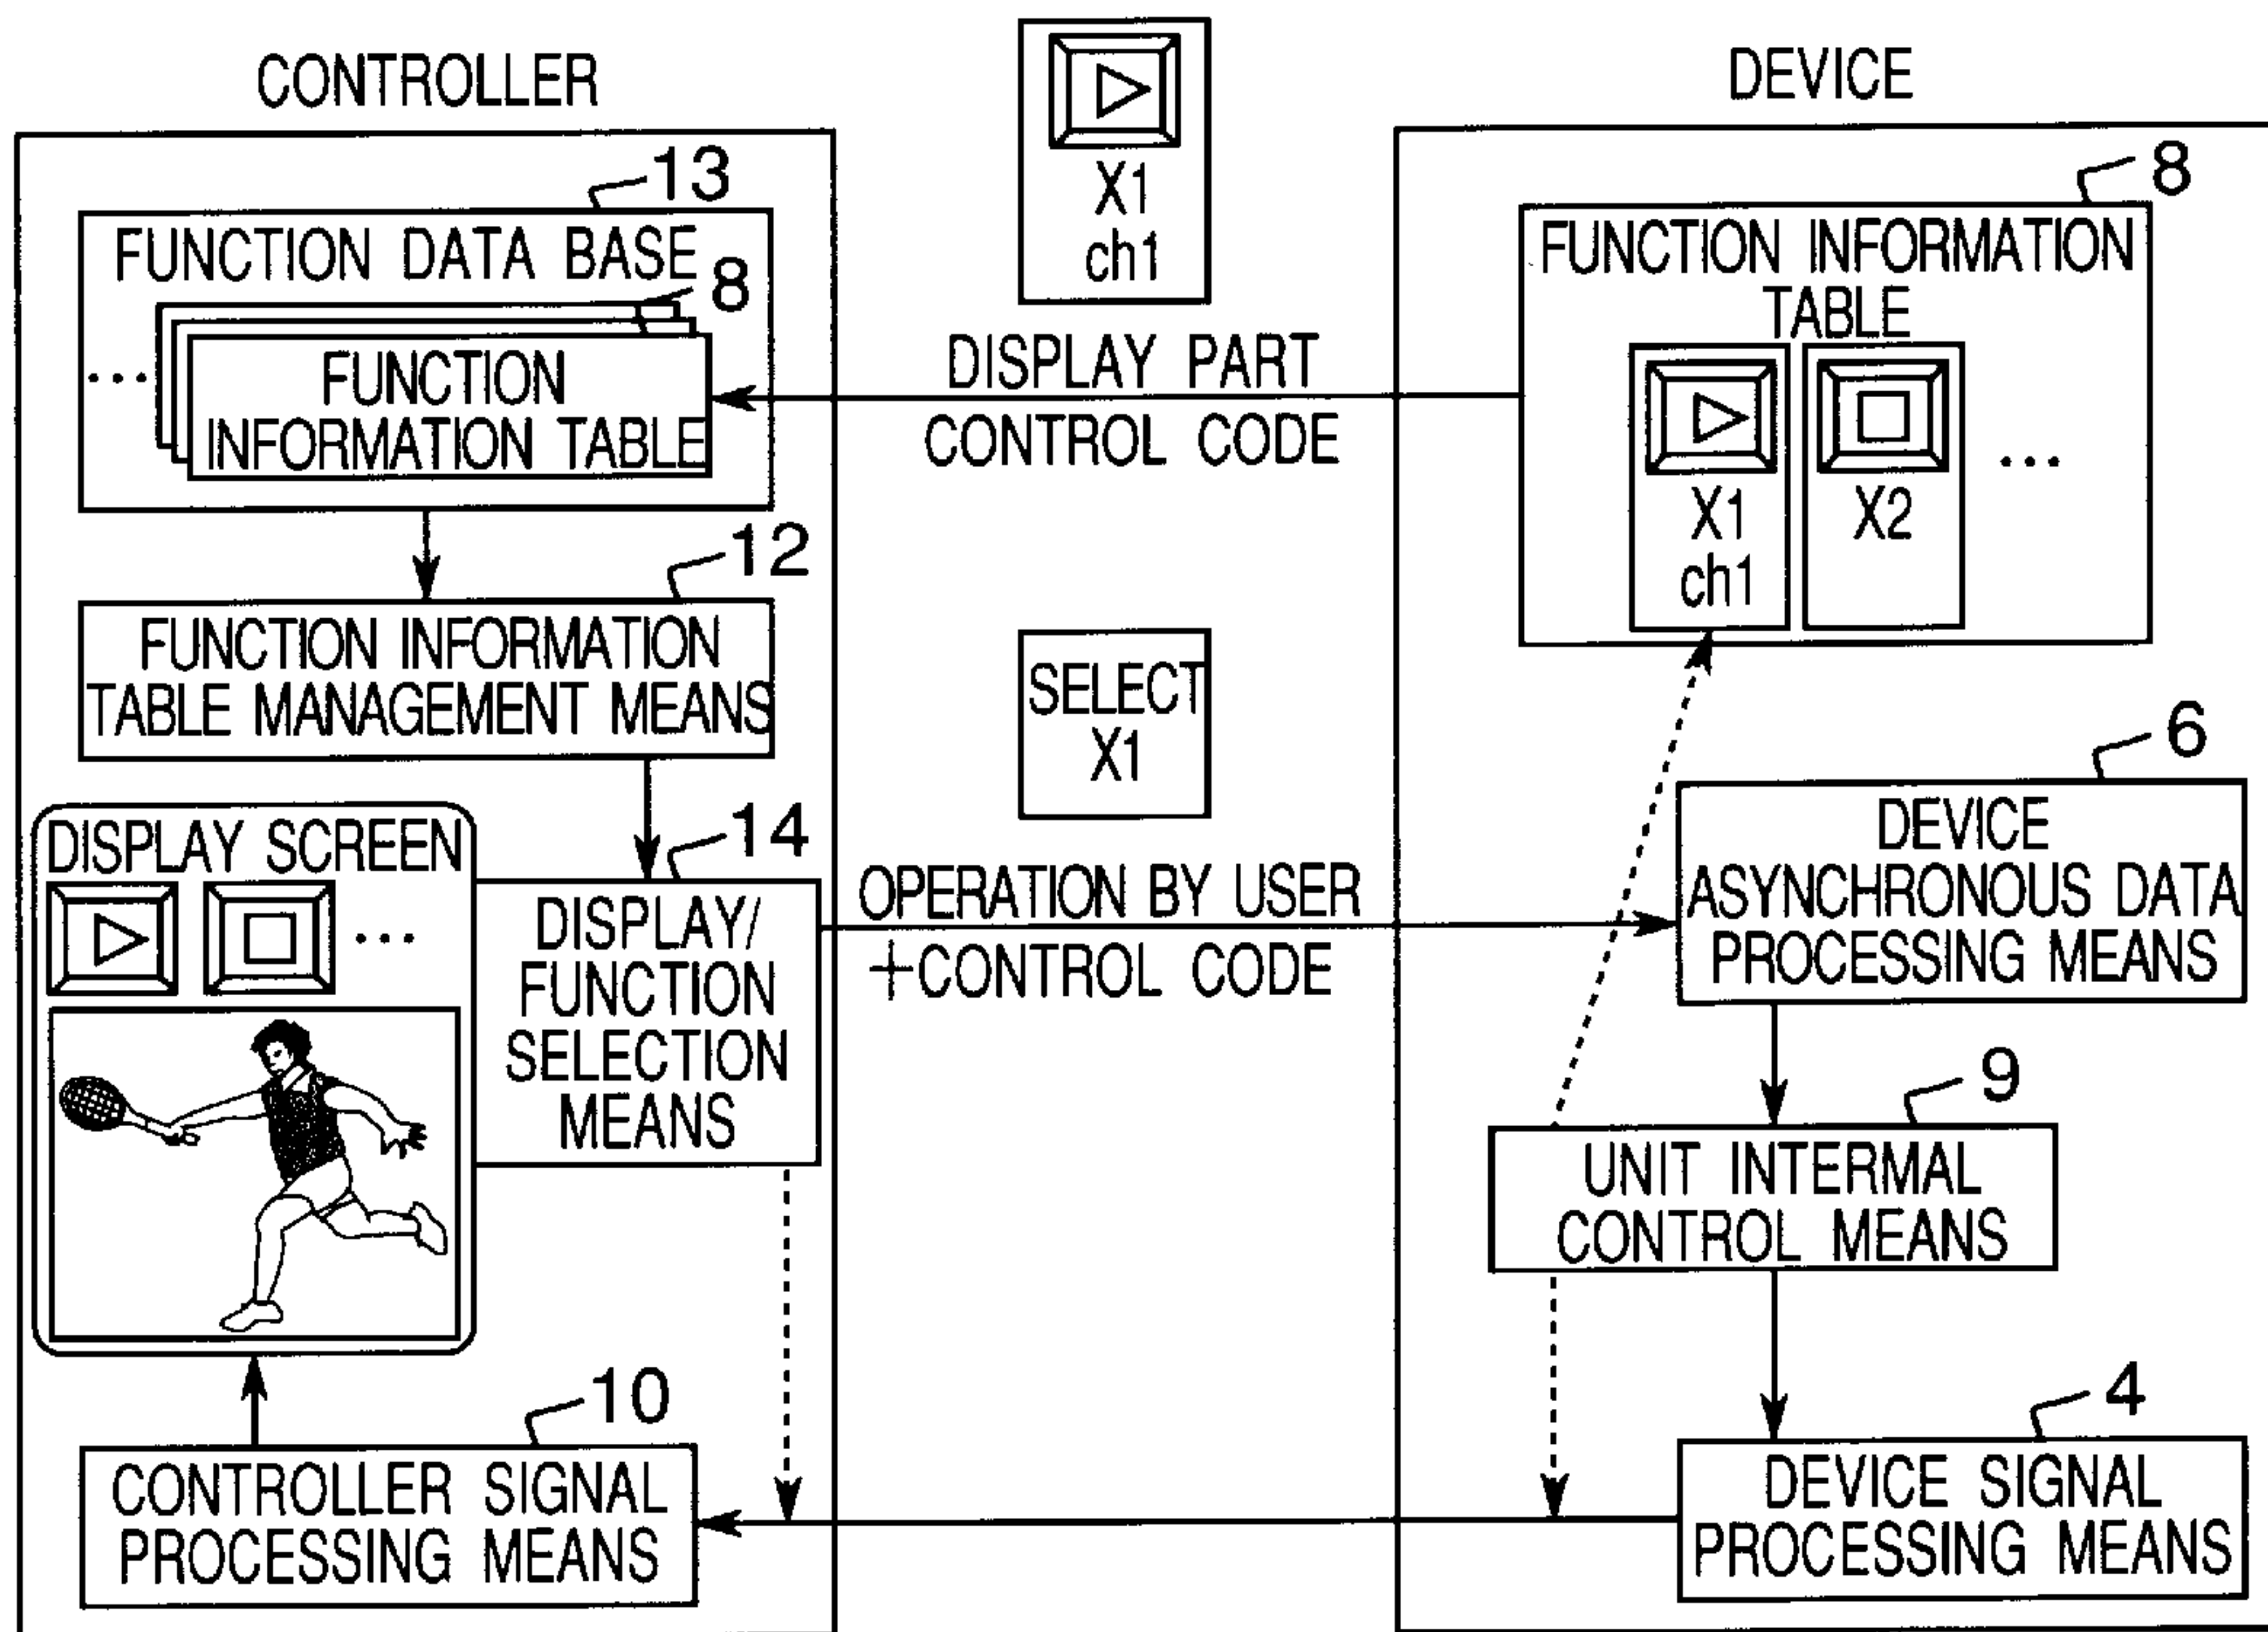 CONTROLLER
13
FUNCTION DATA BASE
8
...
FUNCTION
INFORMATION TABLE
12
FUNCTION INFORMATION
TABLE MANAGEMENT MEANS
DISPLAY SCREEN
...
14
DISPLAY/
FUNCTION
SELECTION
MEANS
10
CONTROLLER SIGNAL
PROCESSING MEANS
X1
ch1
DISPLAY PART
CONTROL CODE
SELECT
X1
OPERATION BY USER
+CONTROL CODE
DEVICE
8
FUNCTION INFORMATION
TABLE
X1
ch1
X2
...
6
DEVICE
ASYNCHRONOUS DATA
PROCESSING MEANS
9
UNIT INTERMAL
CONTROL MEANS
4
DEVICE SIGNAL
PROCESSING MEANS